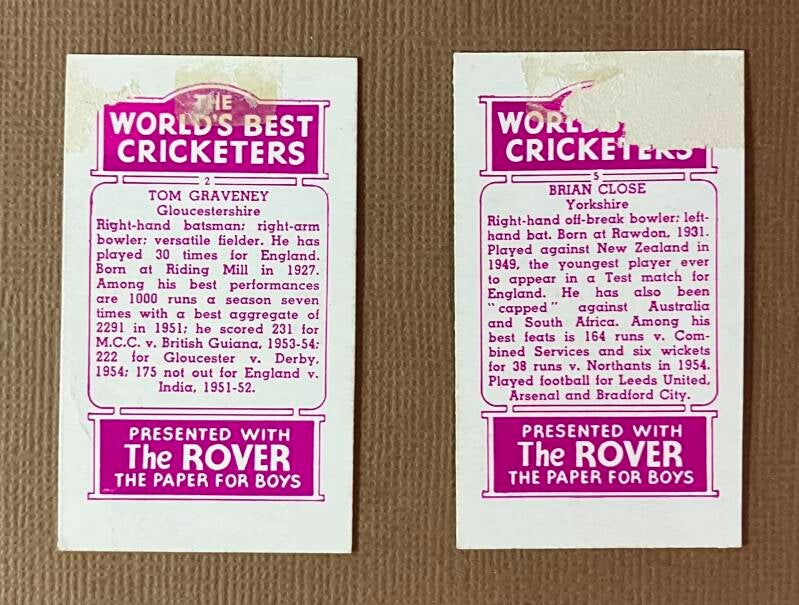 THE
WORLD'S BEST
CRICKETERS
2
TOM GRAVENEY
Gloucestershire
Right-hand batsman; right-arm
bowler; versatile fielder. He has
played 30 times for England.
Born at Riding Mill in 1927.
Among his best performances
are 1000 runs a season seven
times with a best aggregate of
2291 in 1951; he scored 231 for
M.C.C. v. British Guiana, 1953-54;
222 for Gloucester v. Derby,
1954; 175 not out for England v.
India, 1951-52.
PRESENTED WITH
The ROVER
THE PAPER FOR BOYS
WORLD
CRICKETERS
5
BRIAN CLOSE
Yorkshire
Right-hand off-break bowler; left-
hand bat. Born at Rawdon, 1931.
Played against New Zealand in
1949, the youngest player ever
to appear in a Test match for
England. He has also been
"capped" against Australia
and South Africa. Among his
best feats is 164 runs v. Com-
bined Services and six wickets
for 38 runs v. Northants in 1954.
Played football for Leeds United,
Arsenal and Bradford City.
PRESENTED WITH
The ROVER
THE PAPER FOR BOYS